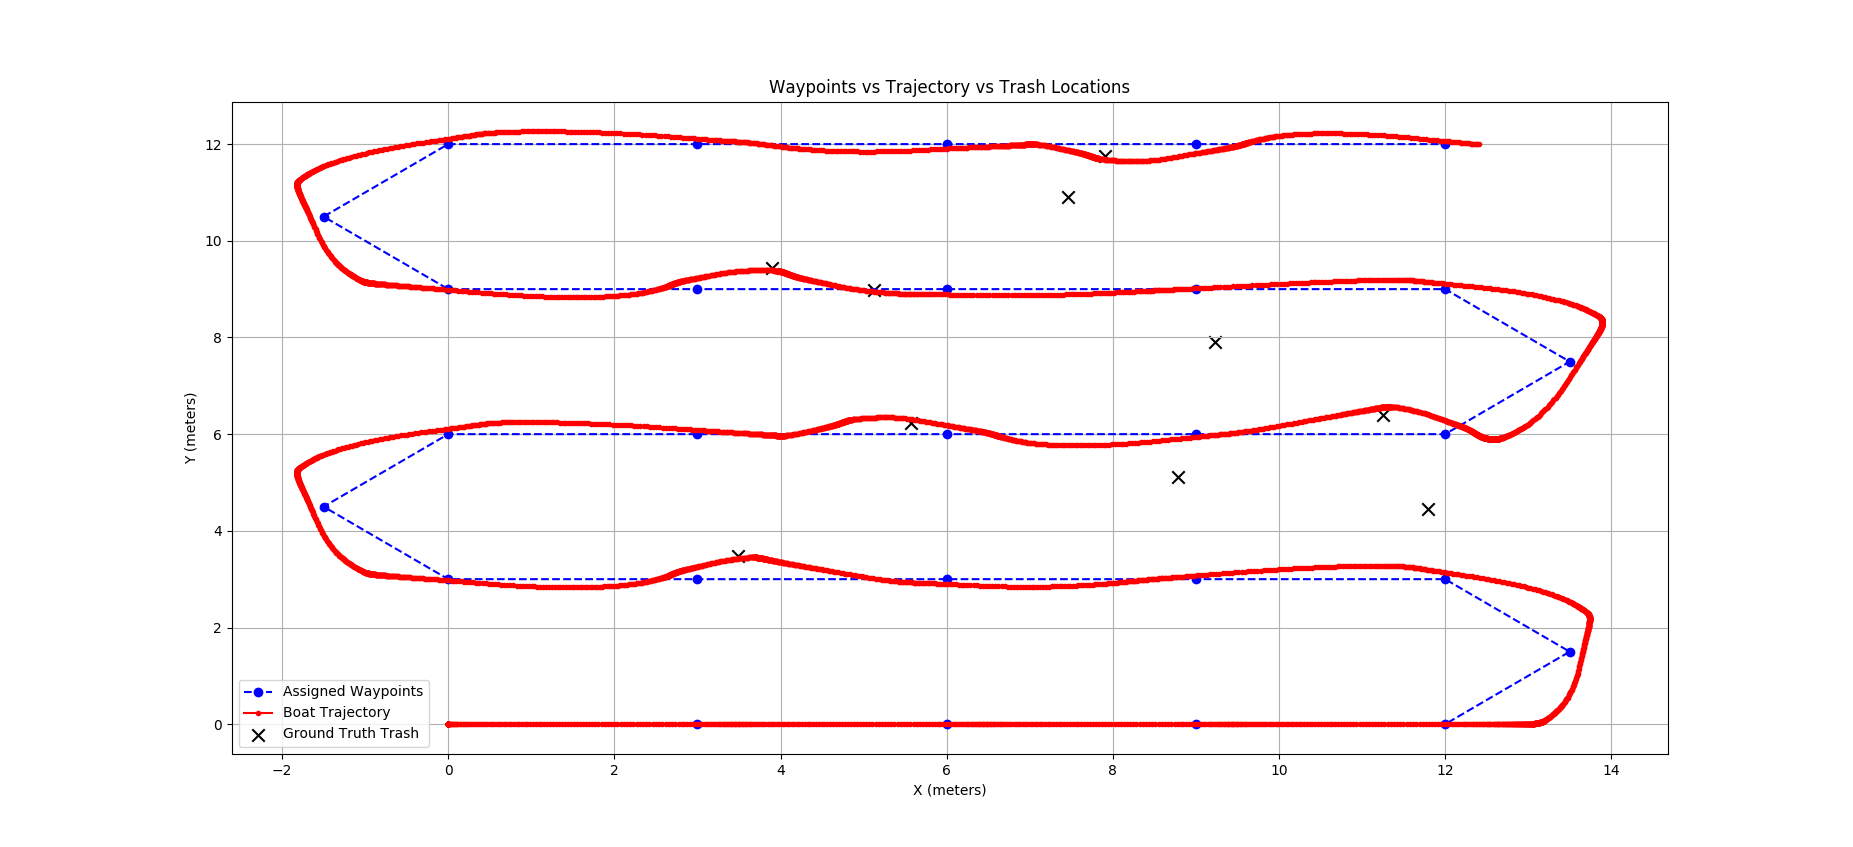 Waypoints vs Trajectory vs Trash Locations
12
10
8
6
4
2
0
Y (meters)
Assigned Waypoints
Boat Trajectory
Ground Truth Trash
−2 0 2 4 6 8 10 12 14
X (meters)